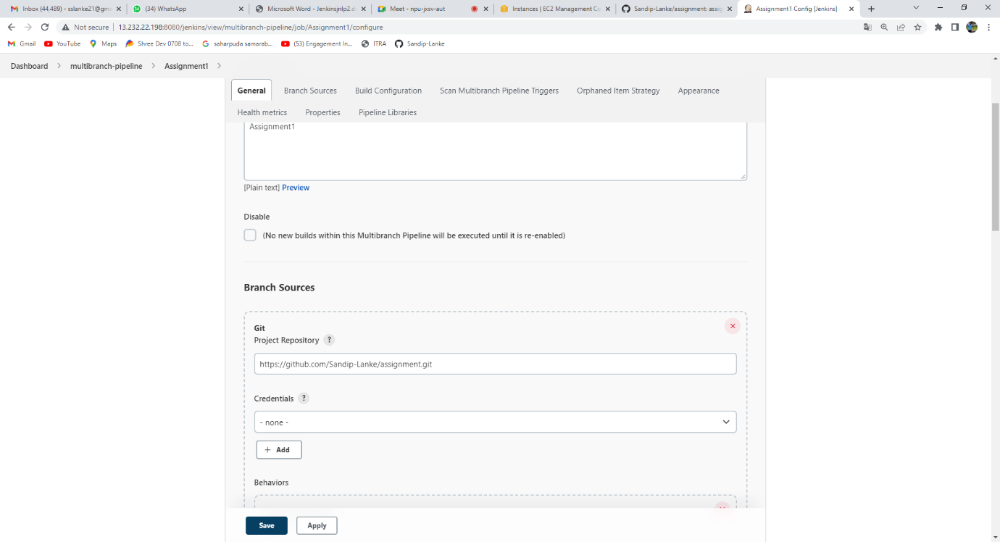 Inbox (44,489) - sslanke21@gma
(34) WhatsApp
Microsoft Word - Jenkinsjnlp2.d
Meet - npu-jxsv-aut
Instances | EC2 Management Co
Sandip-Lanke/assignment: assig
Assignment1 Config [Jenkins]
Not secure | 13.232.22.198:8080/jenkins/view/multibranch-pipeline/job/Assignment1/configure
Gmail YouTube Maps Shree Dev 0708 to... saharpuda samarab... (53) Engagement In... ITRA Sandip-Lanke
Dashboard multibranch-pipeline Assignment1
General Branch Sources Build Configuration Scan Multibranch Pipeline Triggers Orphaned Item Strategy Appearance
Health metrics Properties Pipeline Libraries
Assignment1
[Plain text] Preview
Disable
(No new builds within this Multibranch Pipeline will be executed until it is re-enabled)
Branch Sources
Git
Project Repository ?
https://github.com/Sandip-Lanke/assignment.git
Credentials ?
- none -
+ Add
Behaviors
Save Apply